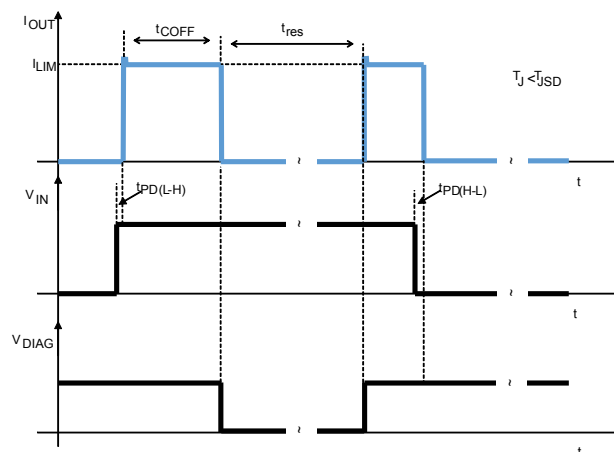 IOUT
tCOFF
tres
ILIM
TJ <TJSD
~
~
t
tPD(L-H)
tPD(H-L)
VIN
~
~
t
VDIAG
~
~
t